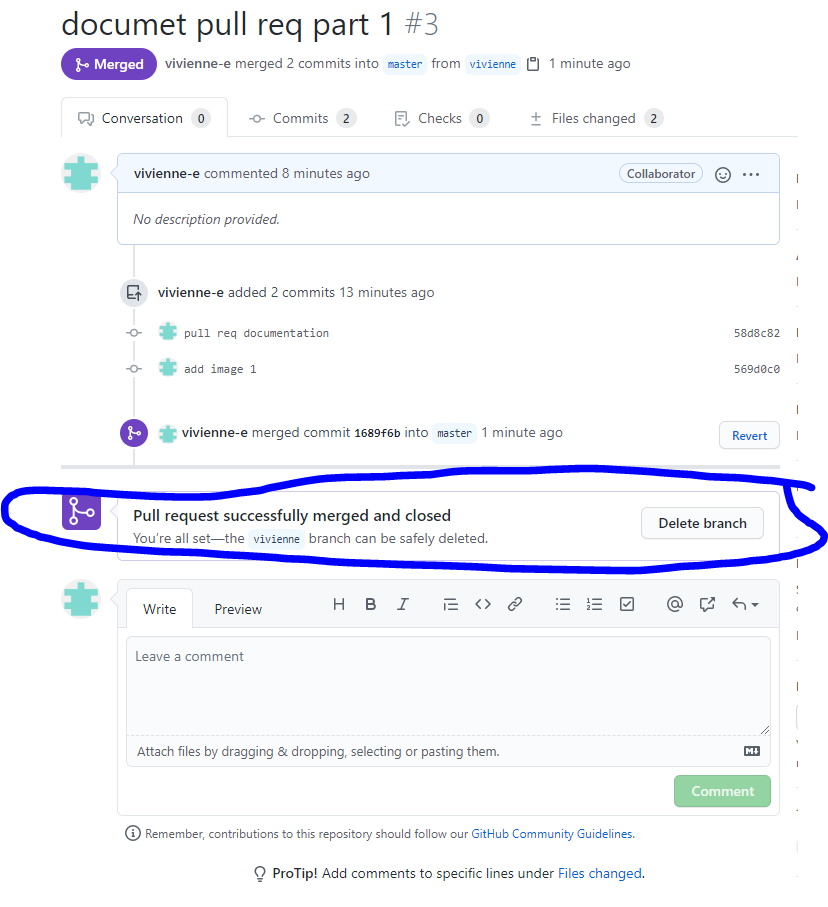 documet pull req part 1 #3
Merged vivienne-e merged 2 commits into master from vivienne 1 minute ago
Conversation 0 Commits 2 Checks 0 Files changed 2
vivienne-e commented 8 minutes ago Collaborator
No description provided.
vivienne-e added 2 commits 13 minutes ago
pull req documentation 58d8c82
add image 1 569d0c0
vivienne-e merged commit 1689f6b into master 1 minute ago Revert
Pull request successfully merged and closed
You're all set—the vivienne branch can be safely deleted. Delete branch
Write Preview H B I
Leave a comment
Attach files by dragging & dropping, selecting or pasting them.
Comment
Remember, contributions to this repository should follow our GitHub Community Guidelines.
ProTip! Add comments to specific lines under Files changed.